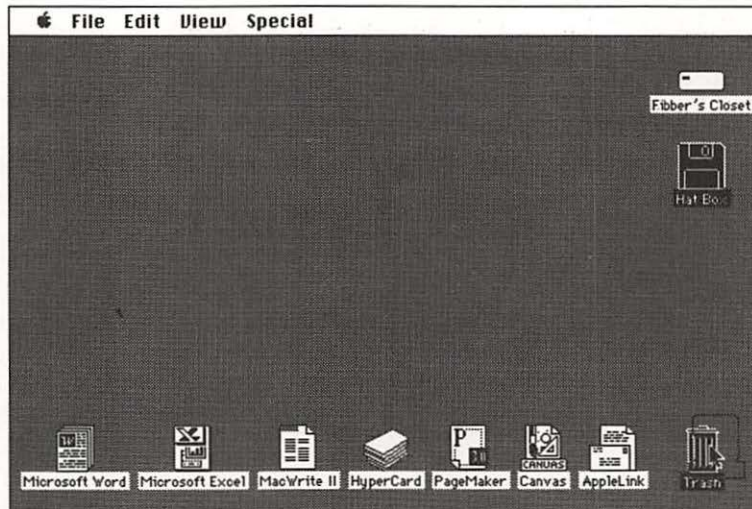 File Edit View Special
Fibber's Closet
Hat Box
P
CANVAS
Microsoft Word Microsoft Excel MacWrite II HyperCard PageMaker Canvas AppleLink Trash